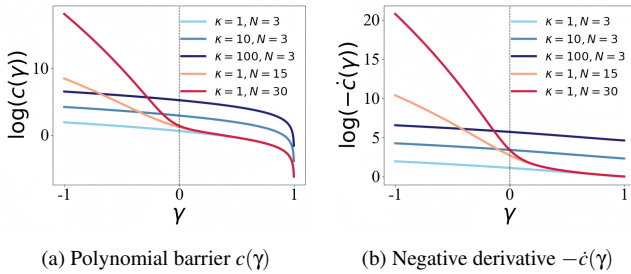 log(c(γ))
10
0
-1
0
1
γ
κ = 1, N = 3
κ = 10, N = 3
κ = 100, N = 3
κ = 1, N = 15
κ = 1, N = 30
(a) Polynomial barrier c(γ)
log(−ċ(γ))
20
15
10
5
0
-1
0
1
γ
κ = 1, N = 3
κ = 10, N = 3
κ = 100, N = 3
κ = 1, N = 15
κ = 1, N = 30
(b) Negative derivative −ċ(γ)